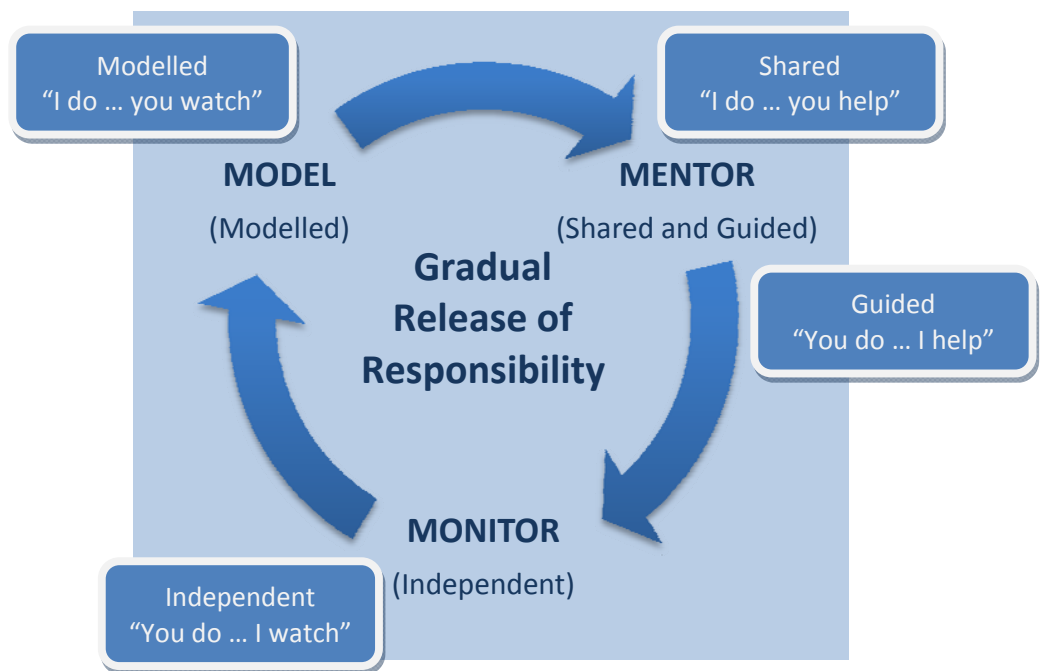 Modelled
“I do … you watch”
Shared
“I do … you help”
MODEL
(Modelled)
MENTOR
(Shared and Guided)
Gradual
Release of
Responsibility
Guided
“You do … I help”
MONITOR
(Independent)
Independent
“You do … I watch”